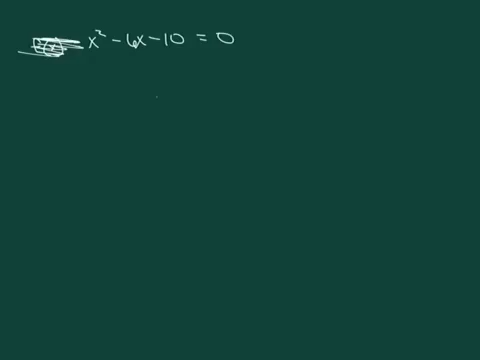 x² - 6x - 10 = 0